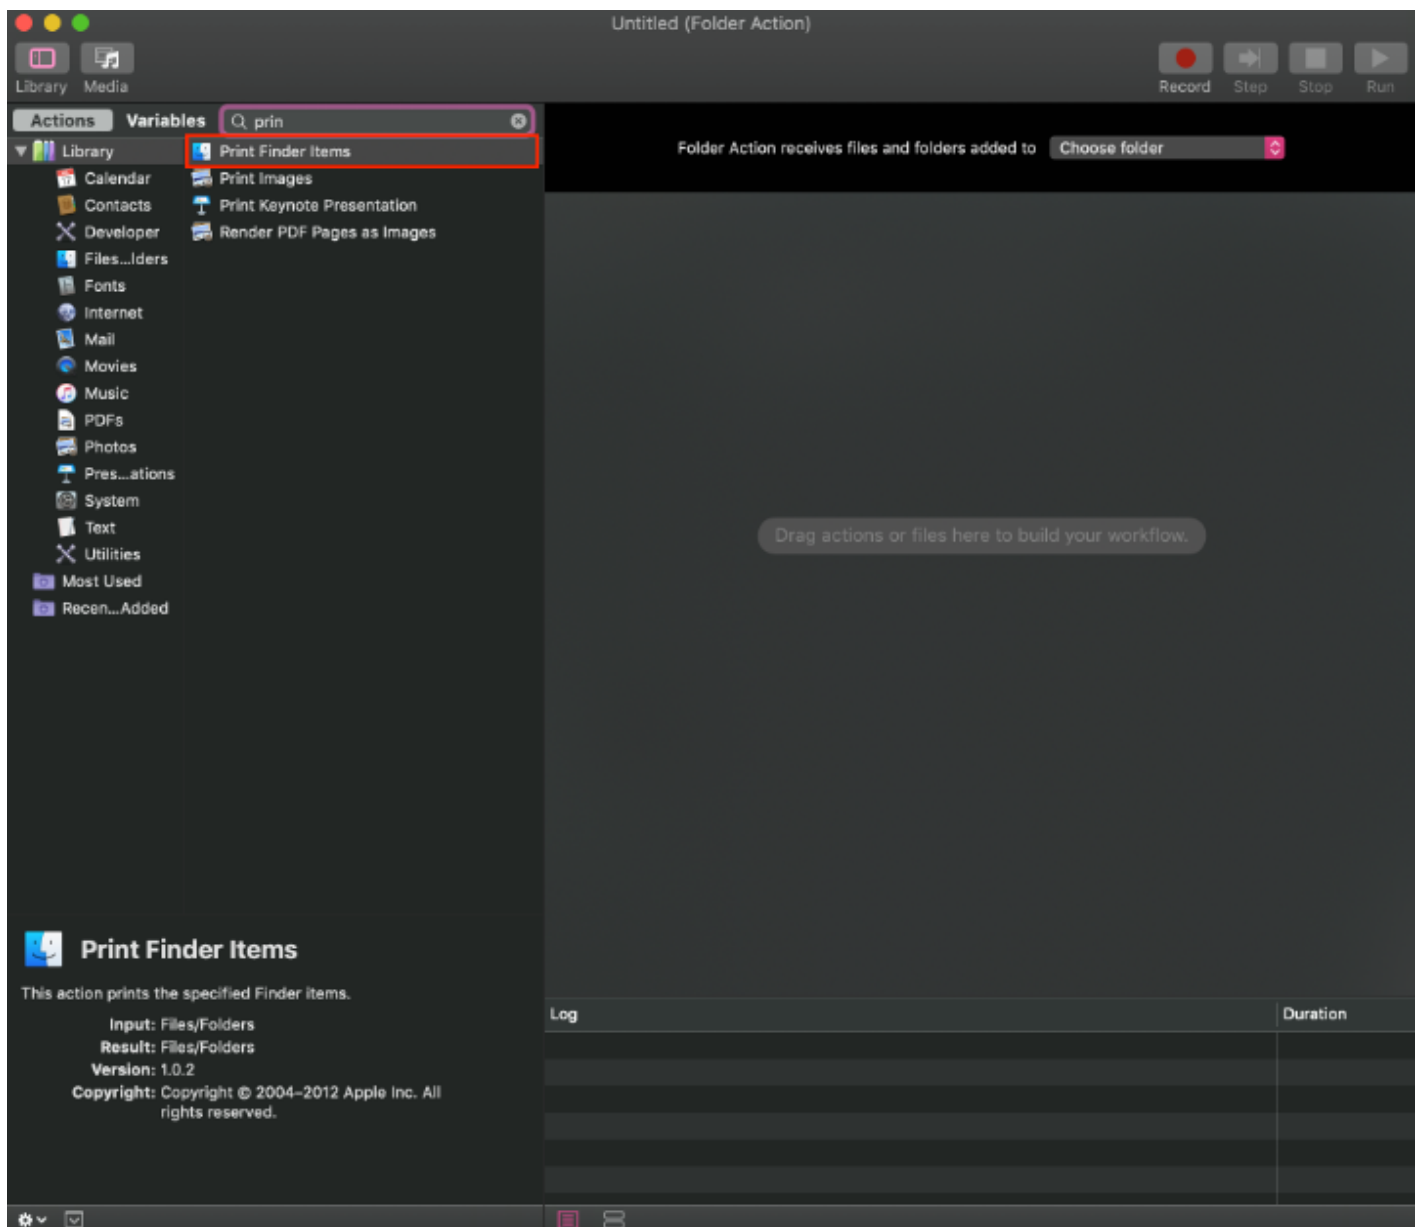 Untitled (Folder Action)
Library Media
Record Step Stop Run
Actions Variables prin
Folder Action receives files and folders added to Choose folder
Library
Calendar
Contacts
Developer
Files...lders
Fonts
Internet
Mail
Movies
Music
PDFs
Photos
Pres...ations
System
Text
Utilities
Most Used
Recen...Added
Print Finder Items
Print Images
Print Keynote Presentation
Render PDF Pages as Images
Drag actions or files here to build your workflow.
Print Finder Items
This action prints the specified Finder items.
Input: Files/Folders
Result: Files/Folders
Version: 1.0.2
Copyright: Copyright © 2004–2012 Apple Inc. All
rights reserved.
Log Duration